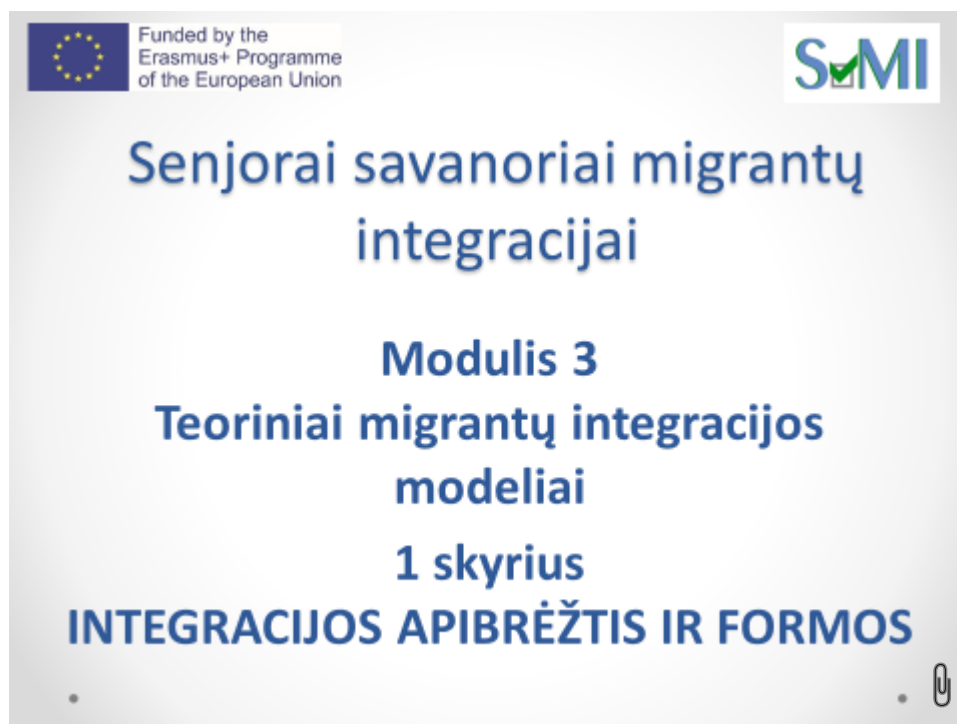 Funded by the
Erasmus+ Programme
of the European Union
SMI
Senjorai savanoriai migrantų
integracijai
Modulis 3
Teoriniai migrantų integracijos
modeliai
1 skyrius
INTEGRACIJOS APIBRĖŽTIS IR FORMOS